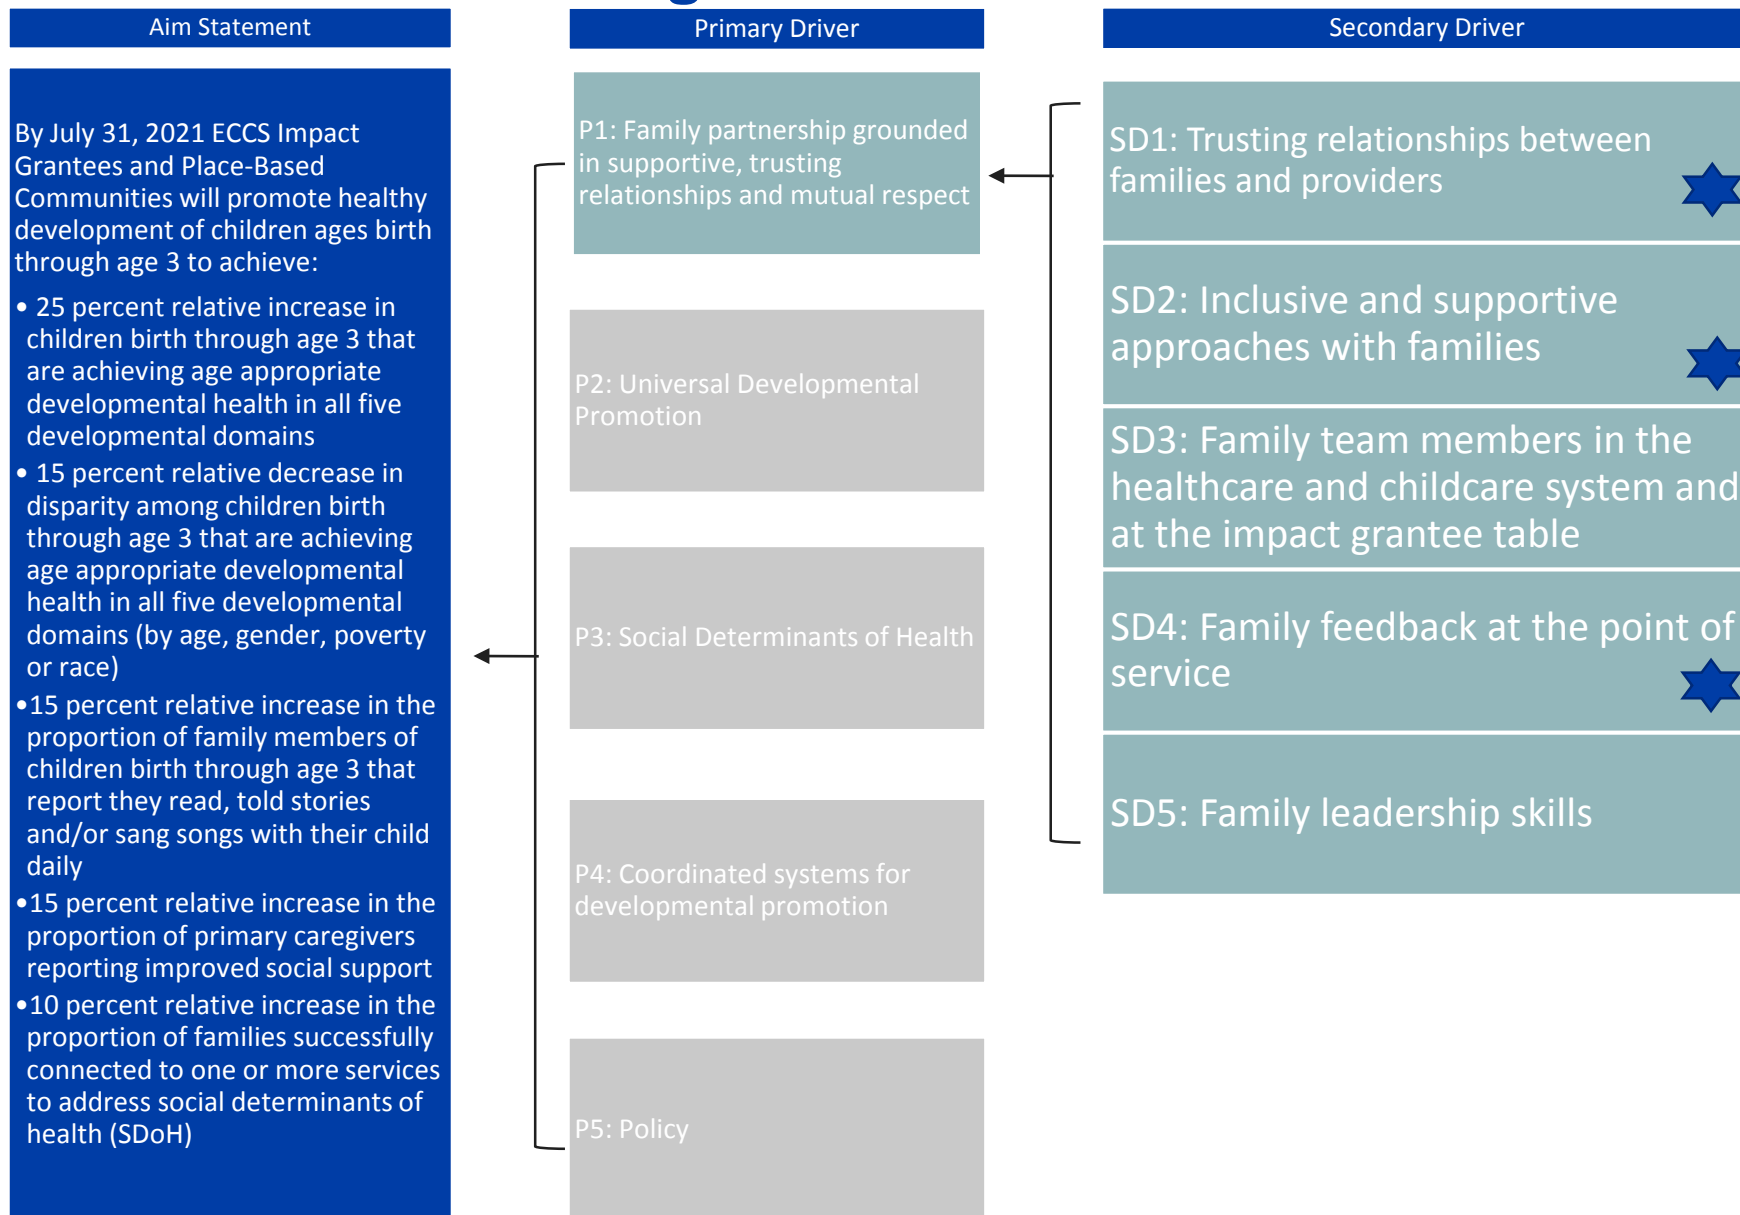 Aim Statement
By July 31, 2021 ECCS Impact
Grantees and Place-Based
Communities will promote healthy
development of children ages birth
through age 3 to achieve:
• 25 percent relative increase in
children birth through age 3 that
are achieving age appropriate
developmental health in all five
developmental domains
• 15 percent relative decrease in
disparity among children birth
through age 3 that are achieving
age appropriate developmental
health in all five developmental
domains (by age, gender, poverty
or race)
•15 percent relative increase in the
proportion of family members of
children birth through age 3 that
report they read, told stories
and/or sang songs with their child
daily
•15 percent relative increase in the
proportion of primary caregivers
reporting improved social support
•10 percent relative increase in the
proportion of families successfully
connected to one or more services
to address social determinants of
health (SDoH)
Primary Driver
P1: Family partnership grounded
in supportive, trusting
relationships and mutual respect
P2: Universal Developmental
Promotion
P3: Social Determinants of Health
P4: Coordinated systems for
developmental promotion
P5: Policy
Secondary Driver
SD1: Trusting relationships between
families and providers
SD2: Inclusive and supportive
approaches with families
SD3: Family team members in the
healthcare and childcare system and
at the impact grantee table
SD4: Family feedback at the point of
service
SD5: Family leadership skills